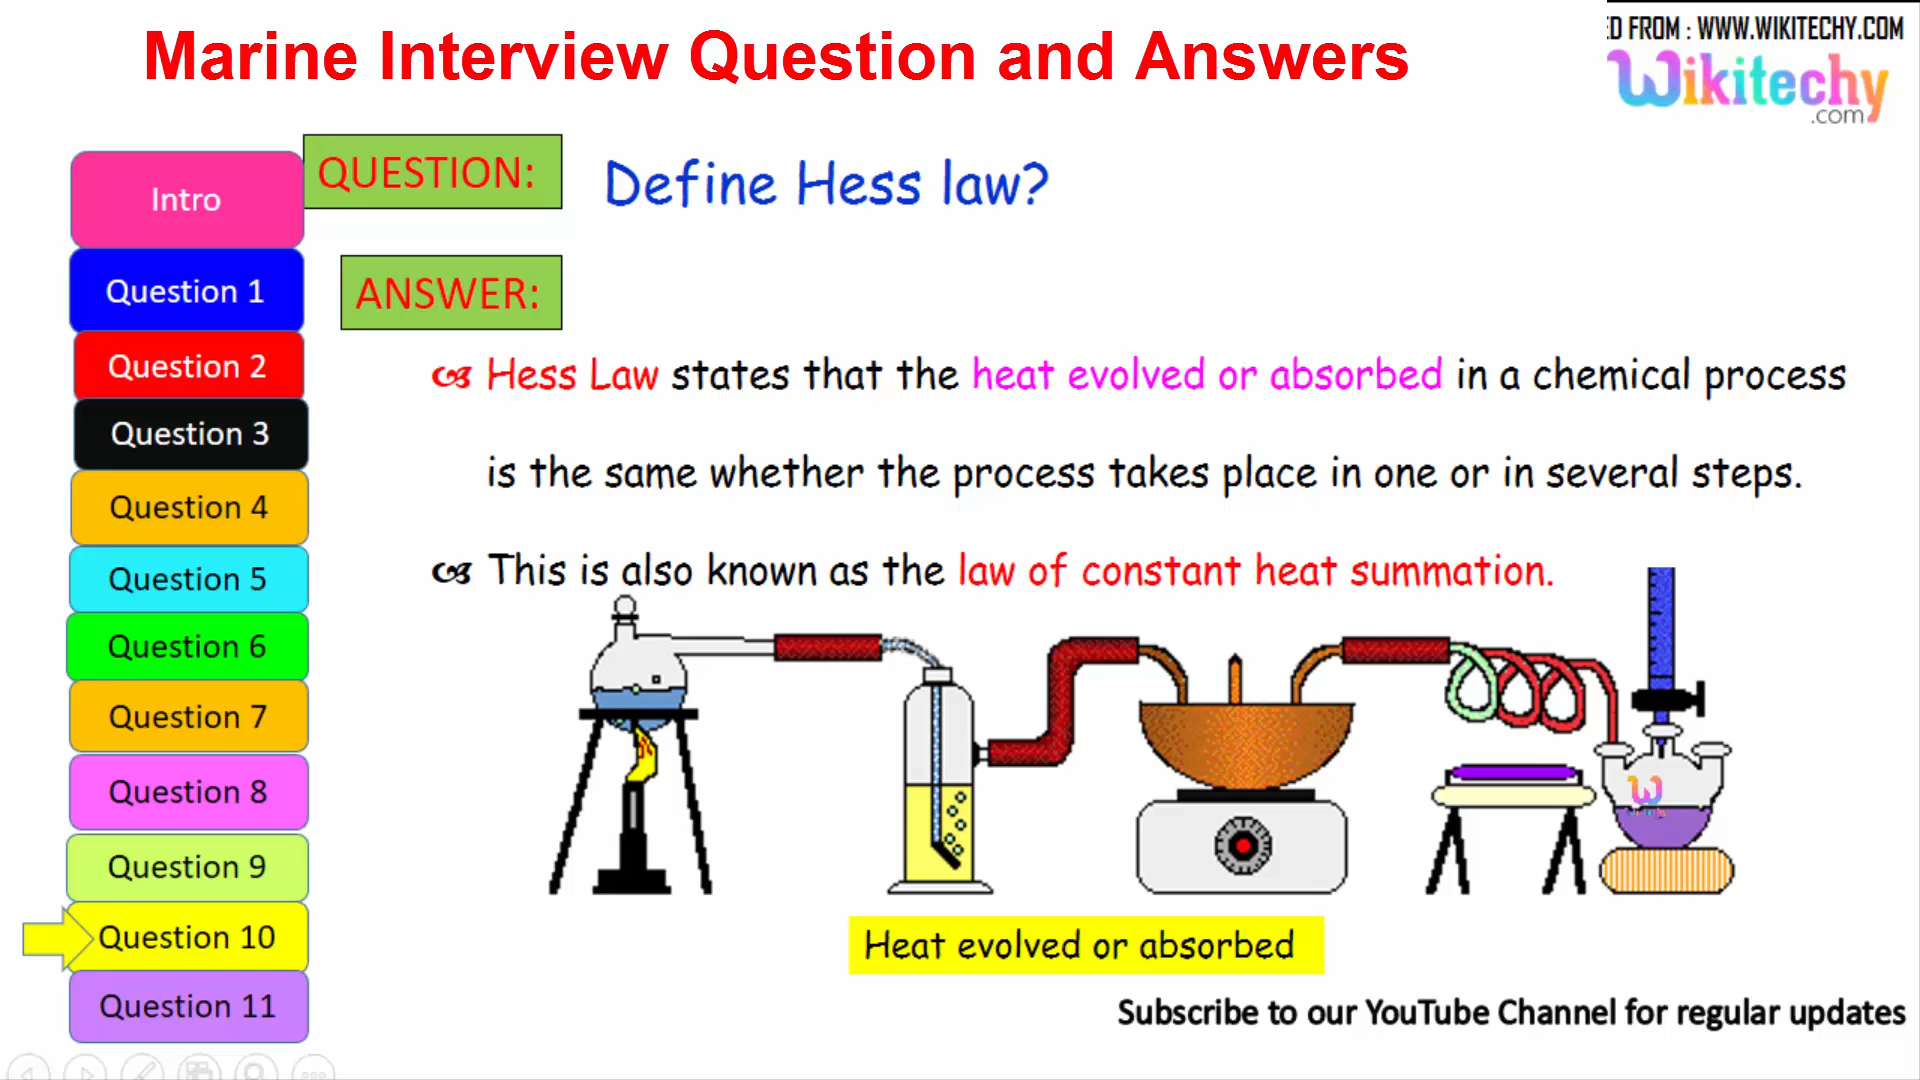 Marine Interview Question and Answers
FROM : WWW.WIKITECHY.COM
Wikitechy
.com
QUESTION:
Define Hess law?
Intro
Question 1
Question 2
Question 3
Question 4
Question 5
Question 6
Question 7
Question 8
Question 9
Question 10
Question 11
ANSWER:
Hess Law states that the heat evolved or absorbed in a chemical process
is the same whether the process takes place in one or in several steps.
This is also known as the law of constant heat summation.
Heat evolved or absorbed
Subscribe to our YouTube Channel for regular updates